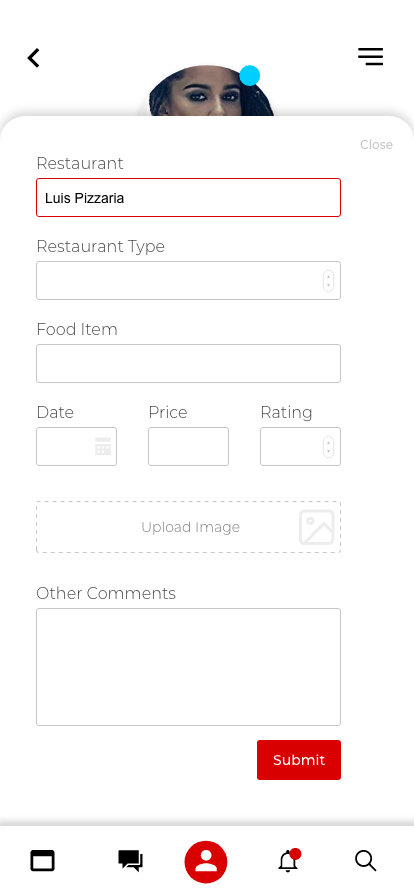 Close
Restaurant
Luis Pizzaria
Restaurant Type
Food Item
Date Price Rating
Upload Image
Other Comments
Submit